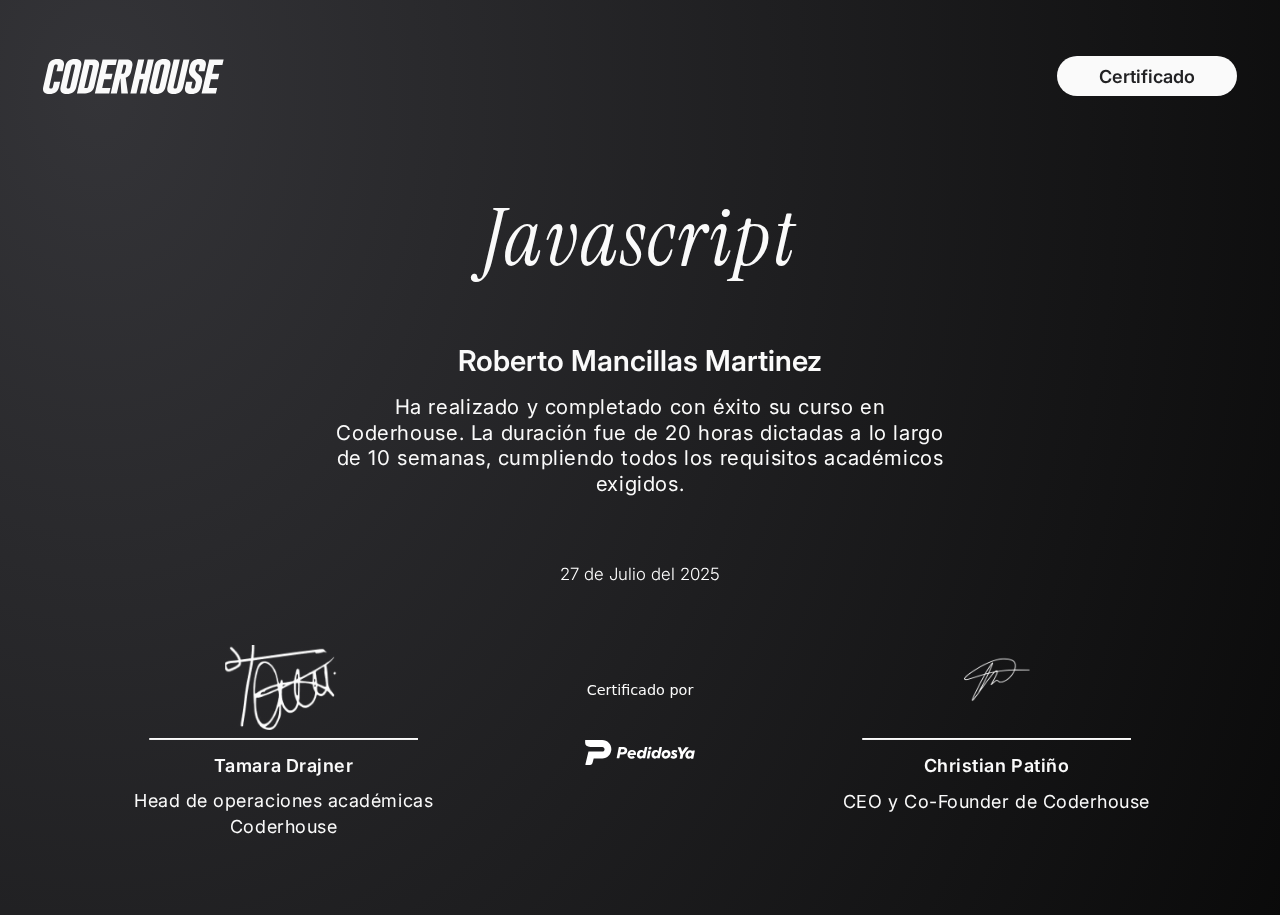 CODERHOUSE
Certificado
Javascript
Roberto Mancillas Martinez
Ha realizado y completado con éxito su curso en
Coderhouse. La duración fue de 20 horas dictadas a lo largo
de 10 semanas, cumpliendo todos los requisitos académicos
exigidos.
27 de Julio del 2025
Certificado por
PedidosYa
Tamara Drajner
Head de operaciones académicas
Coderhouse
Christian Patiño
CEO y Co-Founder de Coderhouse